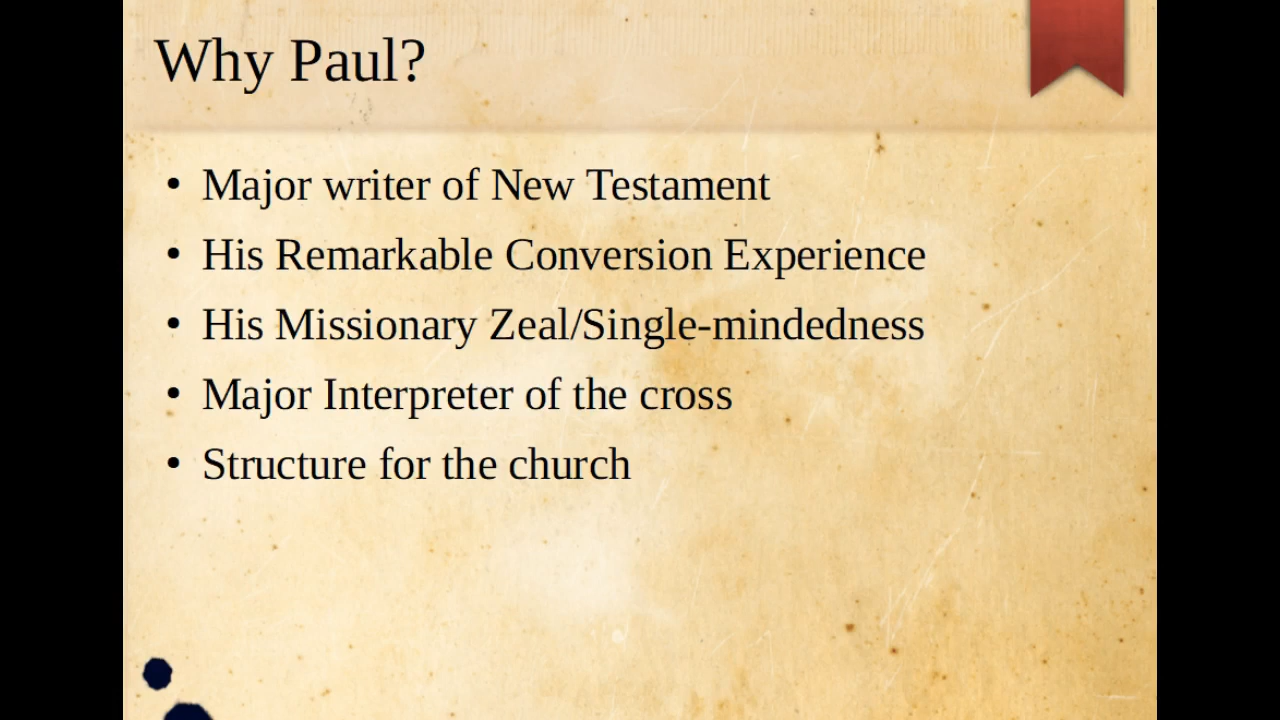 Why Paul?
• Major writer of New Testament
• His Remarkable Conversion Experience
• His Missionary Zeal/Single-mindedness
• Major Interpreter of the cross
• Structure for the church